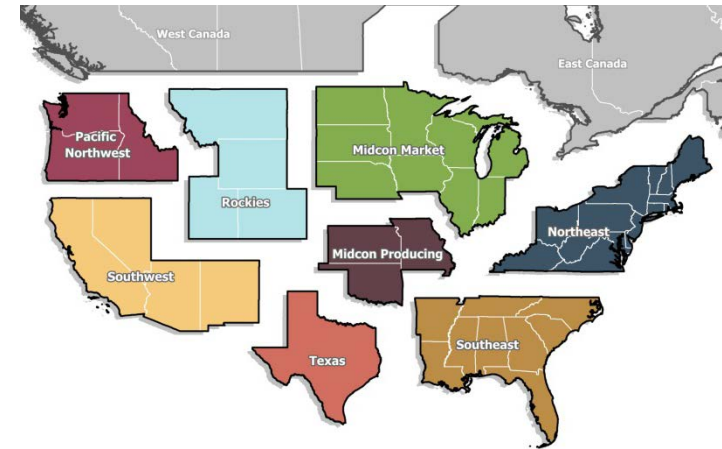 West Canada
East Canada
Pacific
Northwest
Midcon Market
Rockies
Northeast
Midcon Producing
Southwest
Southeast
Texas